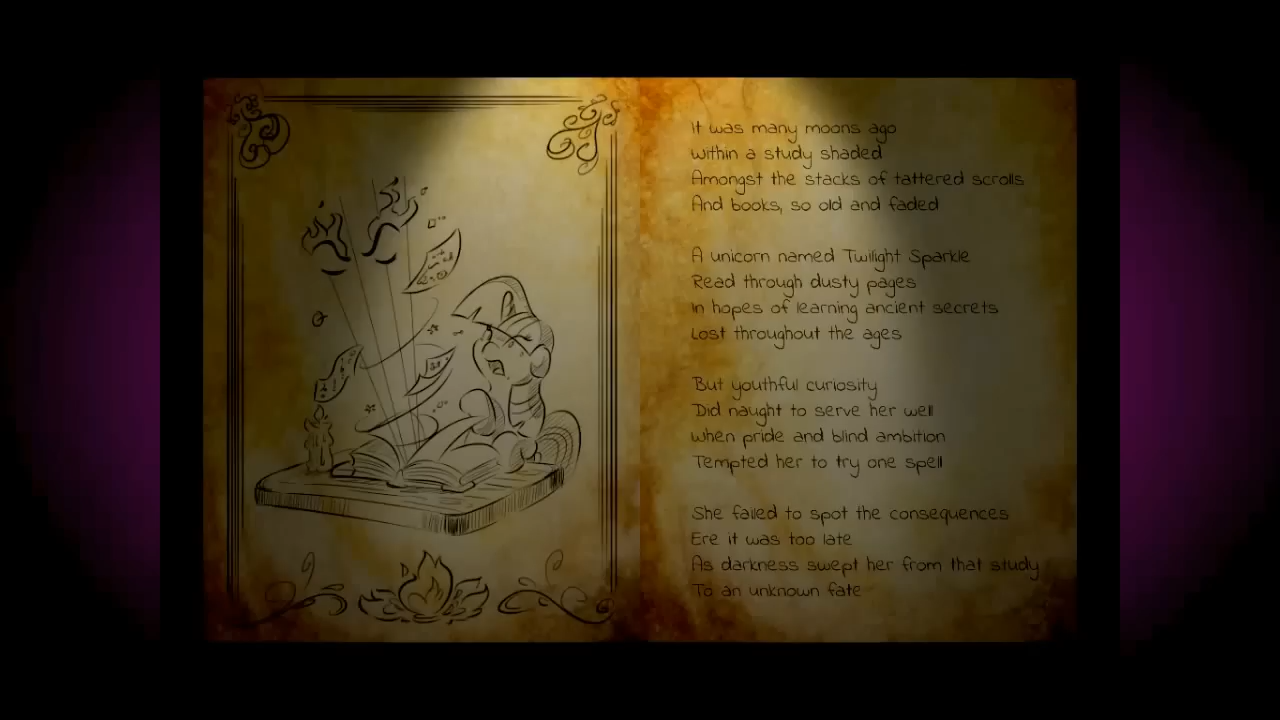 It was many moons ago
Within a study shaded
Amongst the stacks of tattered scrolls
And books, so old and faded
A unicorn named Twilight Sparkle
Read through dusty pages
In hopes of learning ancient secrets
Lost throughout the ages
But youthful curiosity
Did naught to serve her well
When pride and blind ambition
Tempted her to try one spell
She failed to spot the consequences
Ere it was too late
As darkness swept her from that study
To an unknown fate